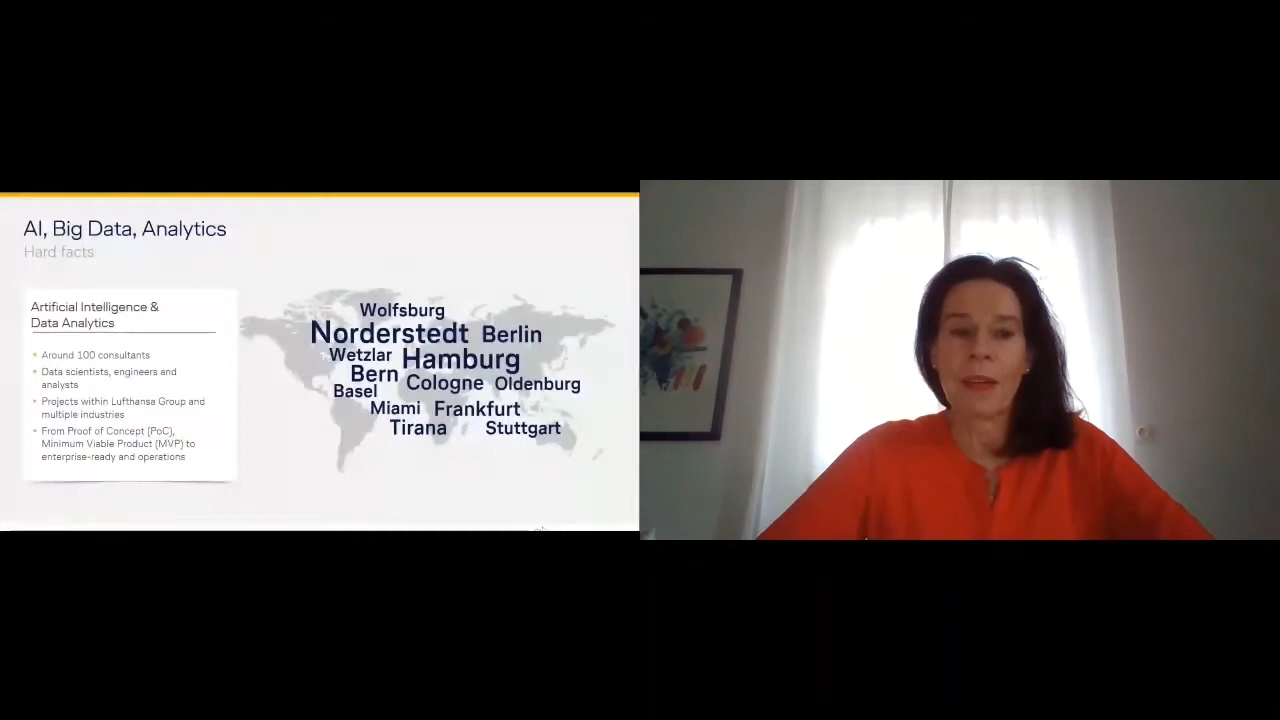 AI, Big Data, Analytics
Hard facts
Artificial Intelligence &
Data Analytics
Around 100 consultants
Data scientists, engineers and
analysts
Projects within Lufthansa Group and
multiple industries
From Proof of Concept (PoC),
Minimum Viable Product (MVP) to
enterprise-ready and operations
Wolfsburg
Norderstedt Berlin
Wetzlar Hamburg
Bern Cologne Oldenburg
Basel
Miami Frankfurt
Tirana Stuttgart